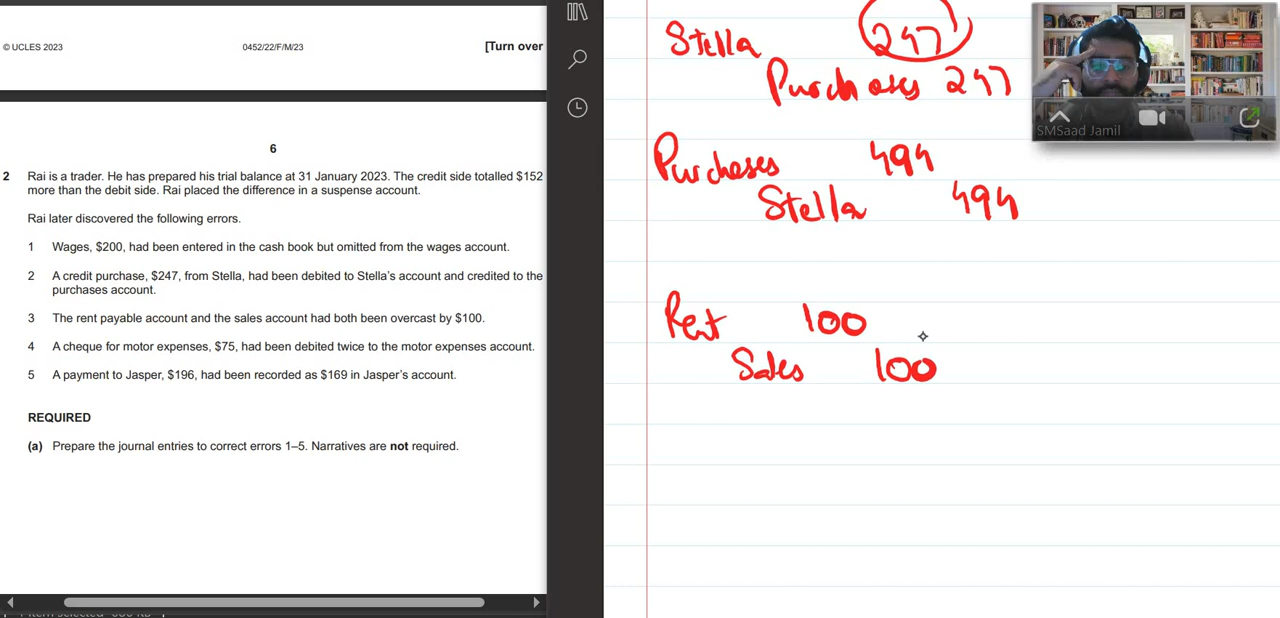 © UCLES 2023
0452/22/F/M/23
[Turn over
6
2 Rai is a trader. He has prepared his trial balance at 31 January 2023. The credit side totalled $152
more than the debit side. Rai placed the difference in a suspense account.
Rai later discovered the following errors.
1 Wages, $200, had been entered in the cash book but omitted from the wages account.
2 A credit purchase, $247, from Stella, had been debited to Stella's account and credited to the
purchases account.
3 The rent payable account and the sales account had both been overcast by $100.
4 A cheque for motor expenses, $75, had been debited twice to the motor expenses account.
5 A payment to Jasper, $196, had been recorded as $169 in Jasper's account.
REQUIRED
(a) Prepare the journal entries to correct errors 1–5. Narratives are not required.
Stella 247
Purchases 247
Purchases 494
Stella 494
Rent 100
Sales 100
SMSaad Jamil